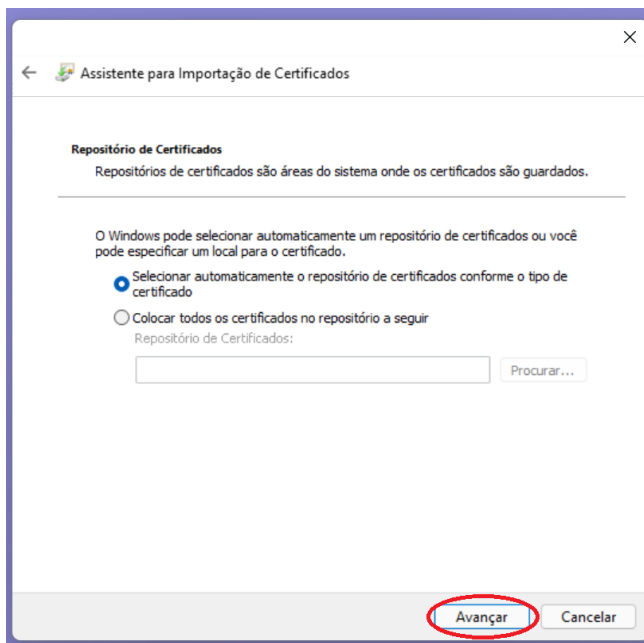 Assistente para Importação de Certificados
Repositório de Certificados
Repositórios de certificados são áreas do sistema onde os certificados são guardados.
O Windows pode selecionar automaticamente um repositório de certificados ou você
pode especificar um local para o certificado.
Selecionar automaticamente o repositório de certificados conforme o tipo de
certificado
Colocar todos os certificados no repositório a seguir
Repositório de Certificados:
Procurar...
Avançar
Cancelar